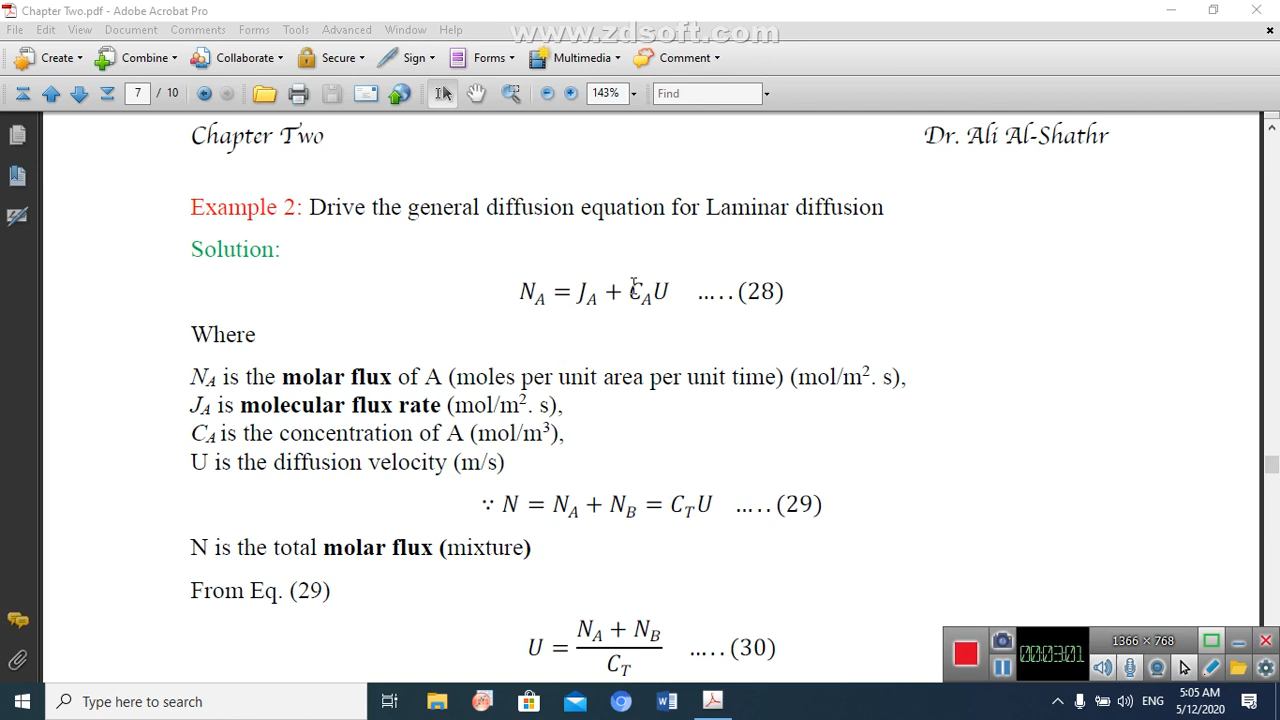 Chapter Two.pdf - Adobe Acrobat Pro
www.zdsoft.com
File Edit View Document Comments Forms Tools Advanced Window Help
Create Combine Collaborate Secure Sign Forms Multimedia Comment
7 / 10 143% Find
Chapter Two Dr. Ali Al-Shathr
Example 2: Drive the general diffusion equation for Laminar diffusion
Solution:
N_A = J_A + C_A U …..(28)
Where
N_A is the molar flux of A (moles per unit area per unit time) (mol/m². s),
J_A is molecular flux rate (mol/m². s),
C_A is the concentration of A (mol/m³),
U is the diffusion velocity (m/s)
∵ N = N_A + N_B = C_T U …..(29)
N is the total molar flux (mixture)
From Eq. (29)
U = (N_A + N_B) / C_T …..(30)
1366 × 768
00:03:01
Type here to search
ENG
5:05 AM
5/12/2020